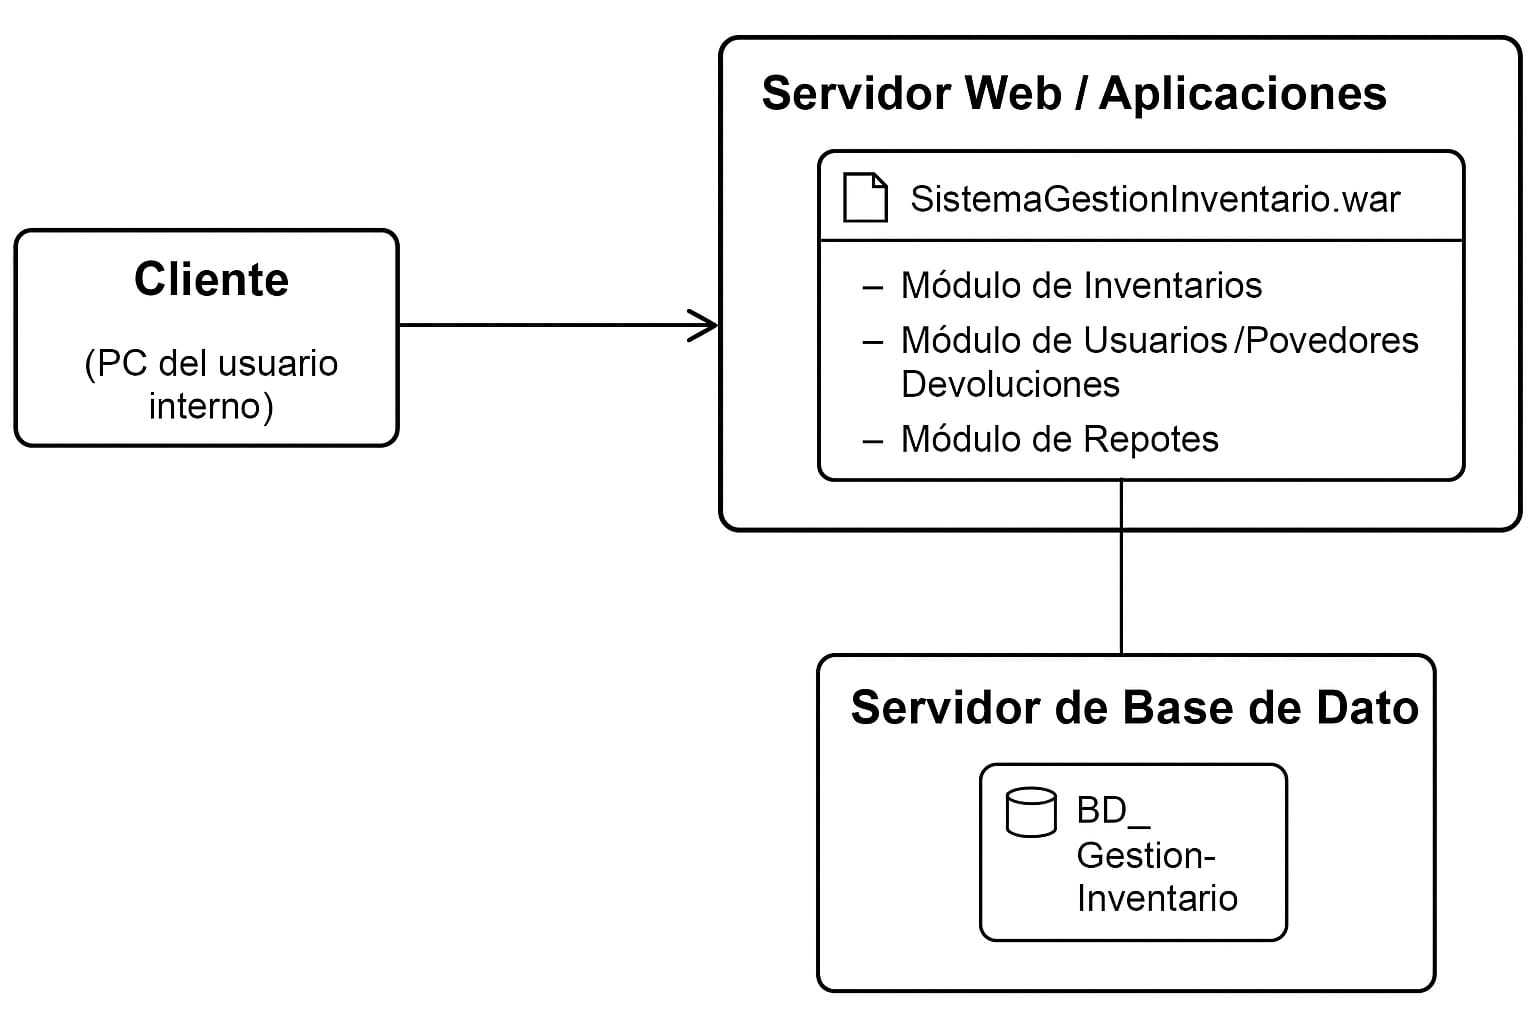 Servidor Web / Aplicaciones
SistemaGestionInventario.war
– Módulo de Inventarios
– Módulo de Usuarios/Povedores
Devoluciones
– Módulo de Repotes
Cliente
(PC del usuario
interno)
Servidor de Base de Dato
BD_
Gestion-
Inventario